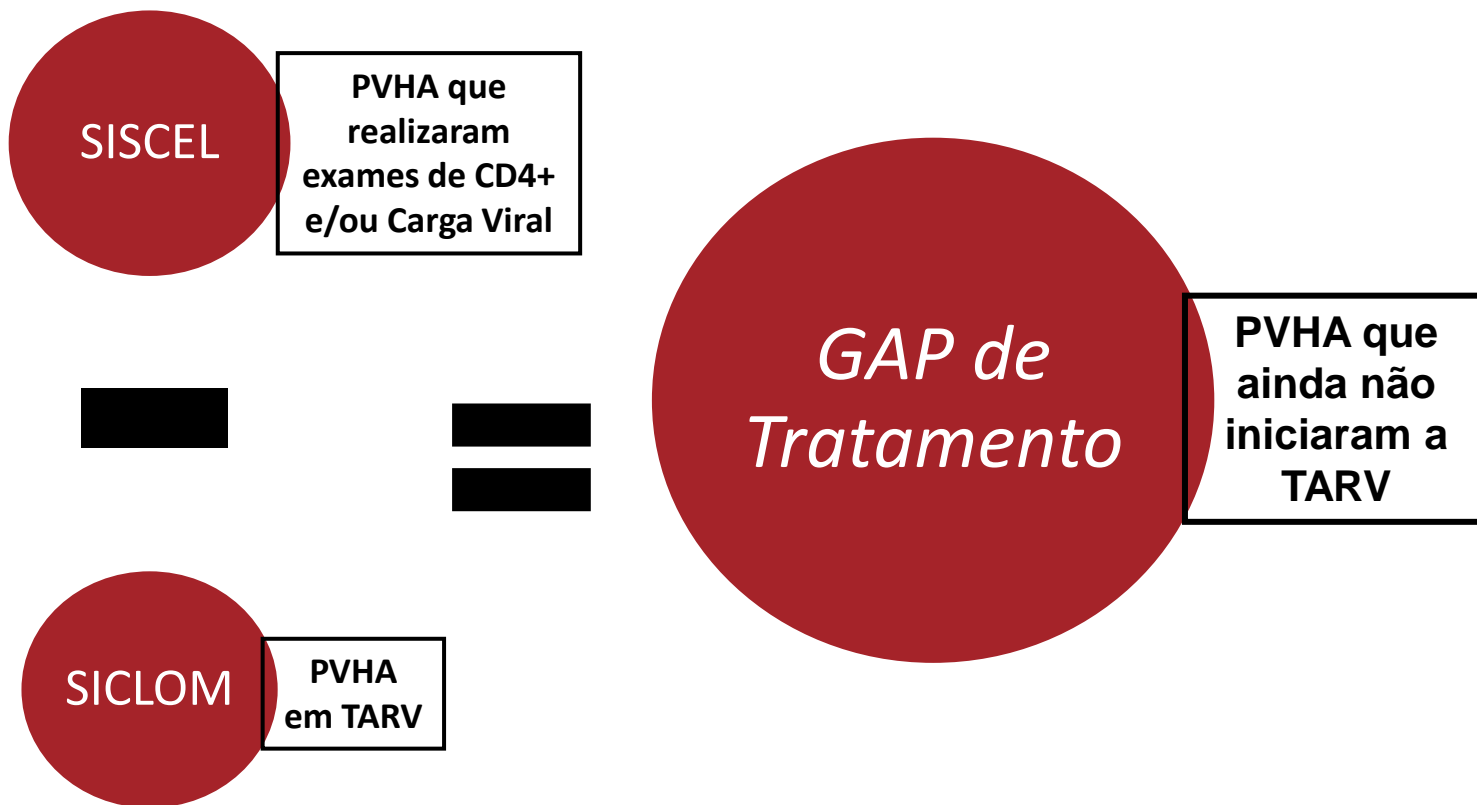 SISCEL
PVHA que
realizaram
exames de CD4+
e/ou Carga Viral
SICLOM
PVHA
em TARV
GAP de
Tratamento
PVHA que
ainda não
iniciaram a
TARV